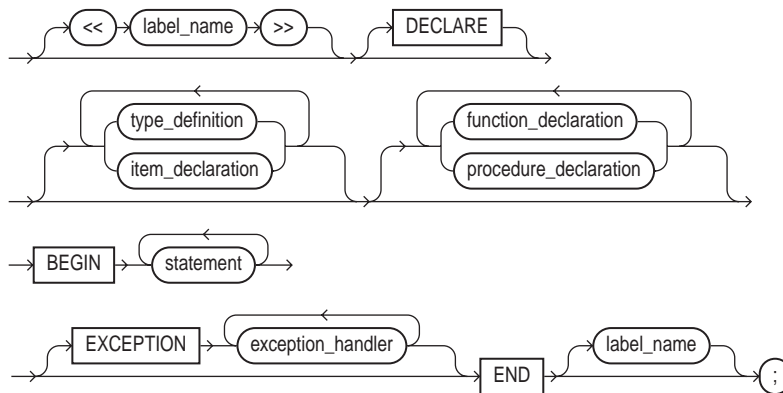 << label_name >> DECLARE
type_definition function_declaration
item_declaration procedure_declaration
BEGIN statement
EXCEPTION exception_handler label_name
END ;